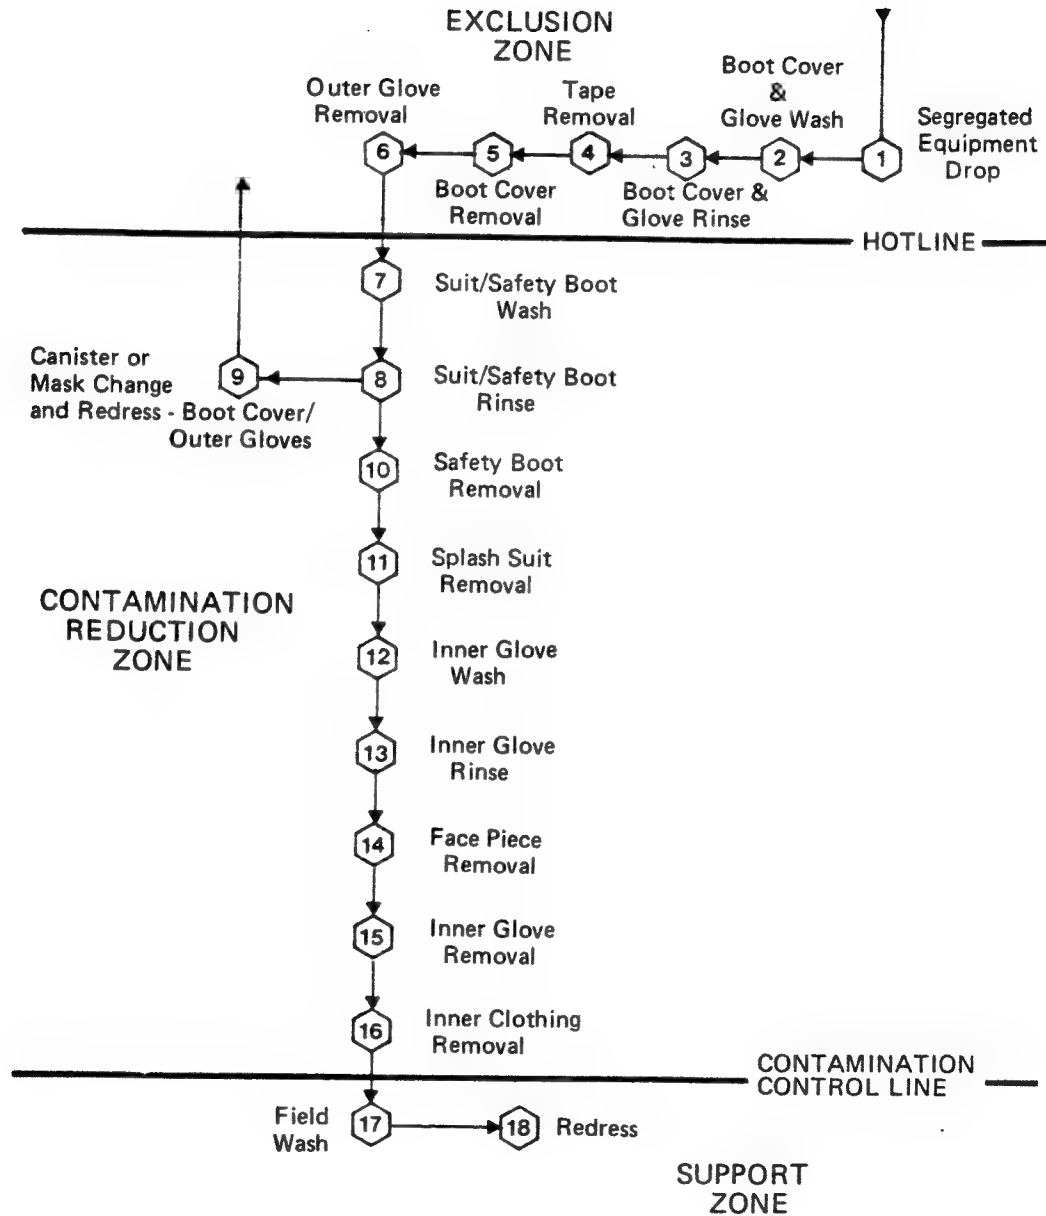 EXCLUSION
ZONE
Boot Cover
&
Glove Wash
Outer Glove
Removal
Tape
Removal
Segregated
Equipment
Drop
6
5
4
3
2
1
Boot Cover
Removal
Boot Cover &
Glove Rinse
HOTLINE
7
Suit/Safety Boot
Wash
Canister or
Mask Change
and Redress - Boot Cover/
Outer Gloves
9
8
Suit/Safety Boot
Rinse
10
Safety Boot
Removal
11
Splash Suit
Removal
CONTAMINATION
REDUCTION
ZONE
12
Inner Glove
Wash
13
Inner Glove
Rinse
14
Face Piece
Removal
15
Inner Glove
Removal
16
Inner Clothing
Removal
CONTAMINATION
CONTROL LINE
Field
Wash
17
18
Redress
SUPPORT
ZONE